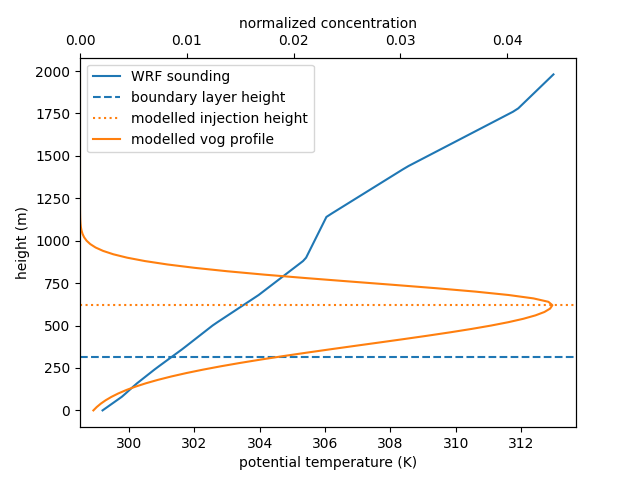 normalized concentration
0.00 0.01 0.02 0.03 0.04
WRF sounding
boundary layer height
modelled injection height
modelled vog profile
height (m)
2000
1750
1500
1250
1000
750
500
250
0
300 302 304 306 308 310 312
potential temperature (K)